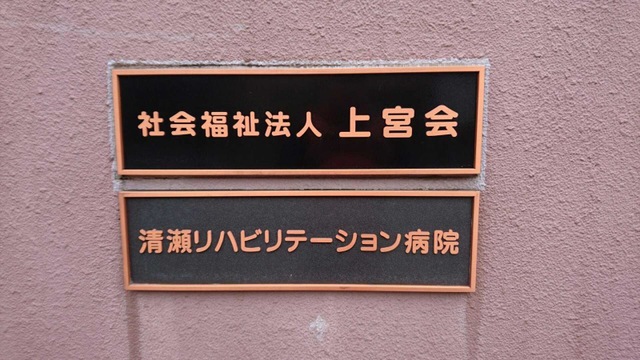 社会福祉法人 上宮会
清瀬リハビリテーション病院